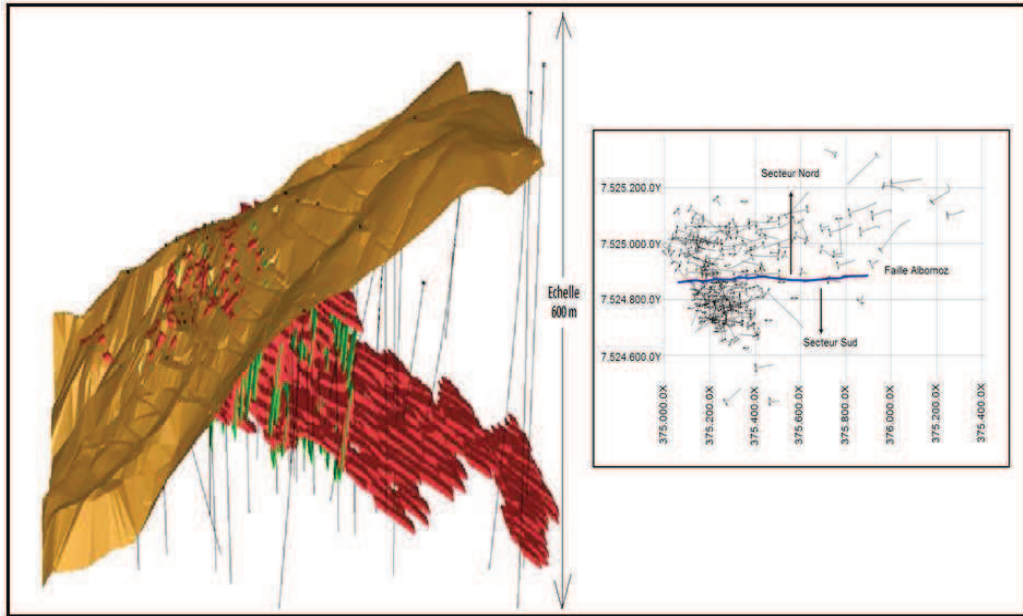 Echelle
600 m
Secteur Nord
7.525.200.0Y
7.525.000.0Y
Faille Albornoz
7.524.800.0Y
Secteur Sud
7.524.600.0Y
375.000.0X
375.200.0X
375.400.0X
375.600.0X
375.800.0X
376.000.0X
375.200.0X
375.400.0X